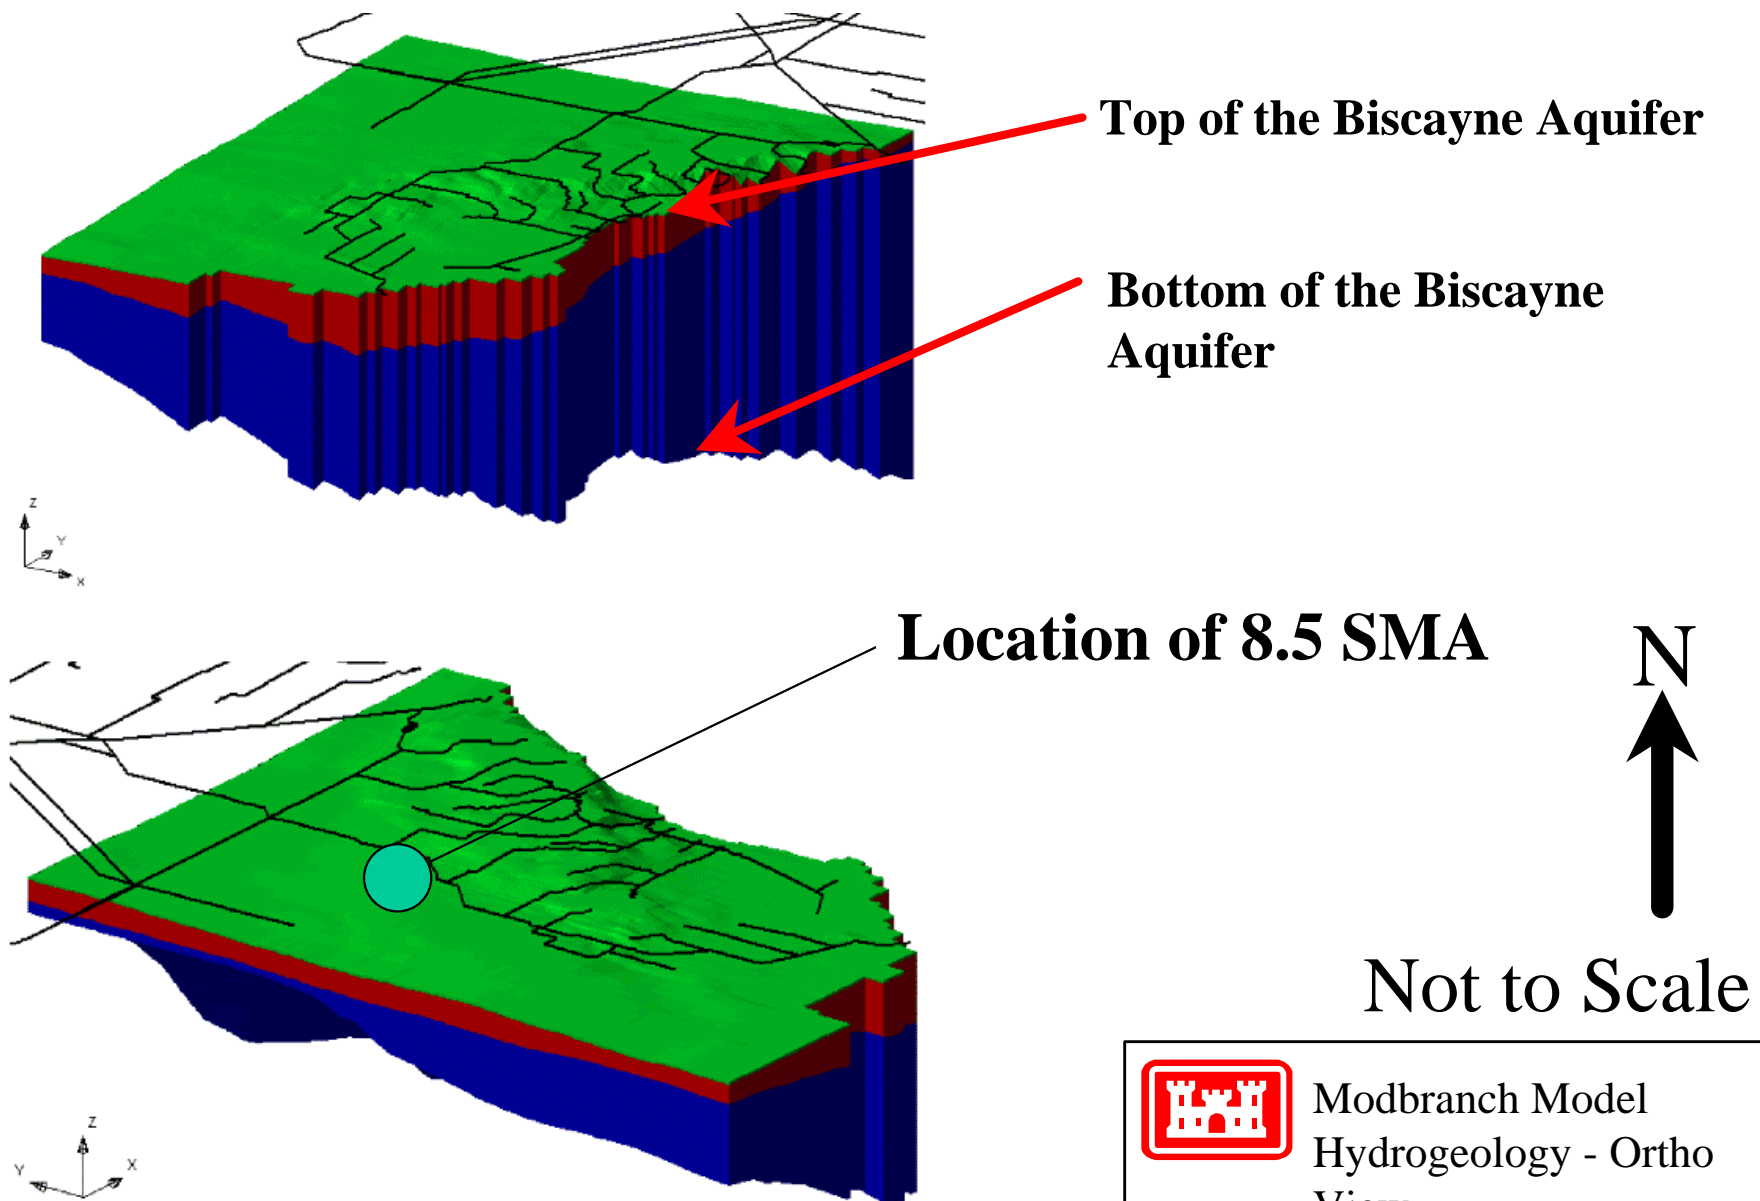 Top of the Biscayne Aquifer
Bottom of the Biscayne
Aquifer
Z
Y
X
Location of 8.5 SMA
N
Not to Scale
Z
Y
X
Modbranch Model
Hydrogeology - Ortho
View